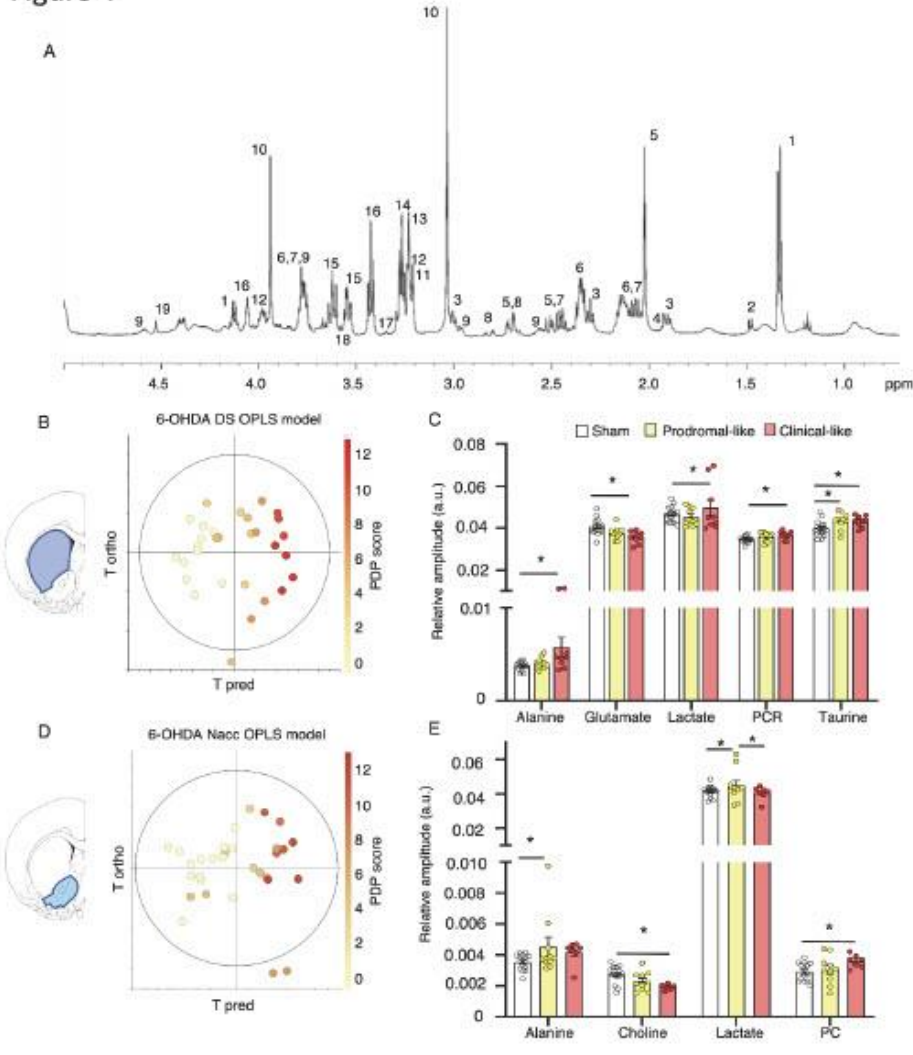 A
10
10
5
1
16
14
13
12
11
6,7,9
15
15
6
1
16
12
3
5,8
5,7
3
6,7
4
3
2
9
19
18
17
9
8
9
4.5 4.0 3.5 3.0 2.5 2.0 1.5 1.0 ppm
B
6-OHDA DS OPLS model
T ortho
T pred
12
10
8
6
4
2
0
PDP score
C
Sham Prodromal-like Clinical-like
Relative amplitude (a.u.)
0.08
0.06
0.04
0.02
0.01
0
* * * * * *
Alanine Glutamate Lactate PCR Taurine
D
6-OHDA Nacc OPLS model
T ortho
T pred
12
10
8
6
4
2
0
PDP score
E
Relative amplitude (a.u.)
0.06
0.04
0.02
0.010
0.008
0.006
0.004
0.002
0
* * * * *
Alanine Choline Lactate PC